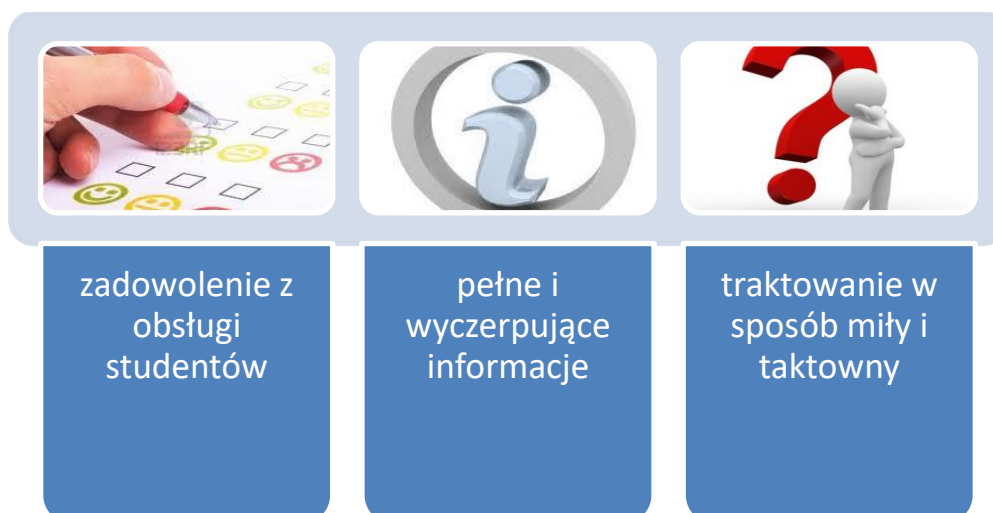 zadowolenie z
obsługi
studentów
pełne i
wyczerpujące
informacje
traktowanie w
sposób miły i
taktowny